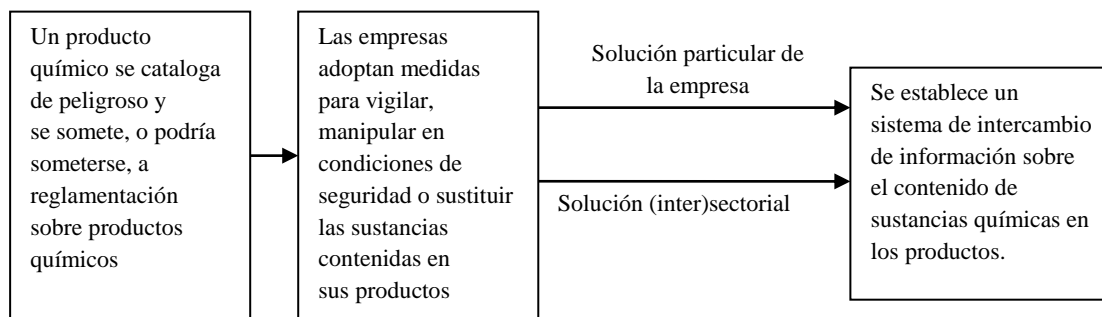 Un producto
químico se cataloga
de peligroso y
se somete, o podría
someterse, a
reglamentación
sobre productos
químicos
Las empresas
adoptan medidas
para vigilar,
manipular en
condiciones de
seguridad o sustituir
las sustancias
contenidas en
sus productos
Solución particular de
la empresa
Solución (inter)sectorial
Se establece un
sistema de intercambio
de información sobre
el contenido de
sustancias químicas en
los productos.